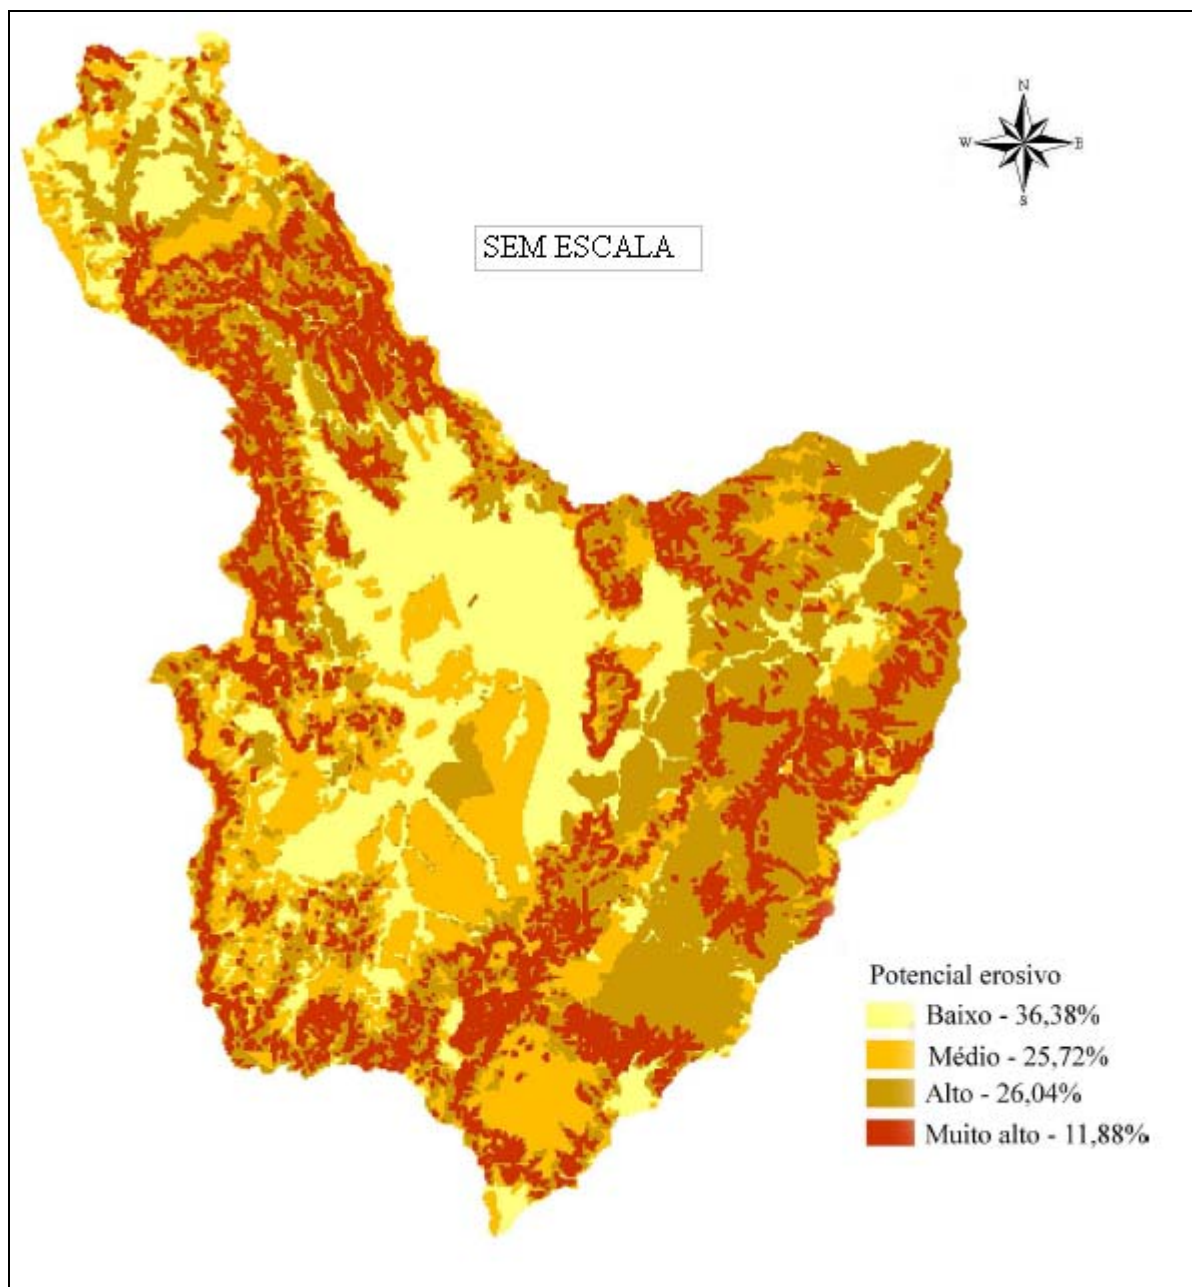 N
W E
S
SEM ESCALA
Potencial erosivo
Baixo - 36,38%
Médio - 25,72%
Alto - 26,04%
Muito alto - 11,88%